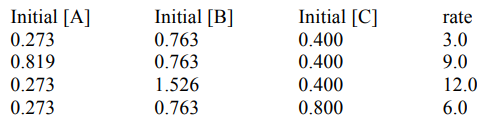 Initial [A] Initial [B] Initial [C] rate
0.273 0.763 0.400 3.0
0.819 0.763 0.400 9.0
0.273 1.526 0.400 12.0
0.273 0.763 0.800 6.0